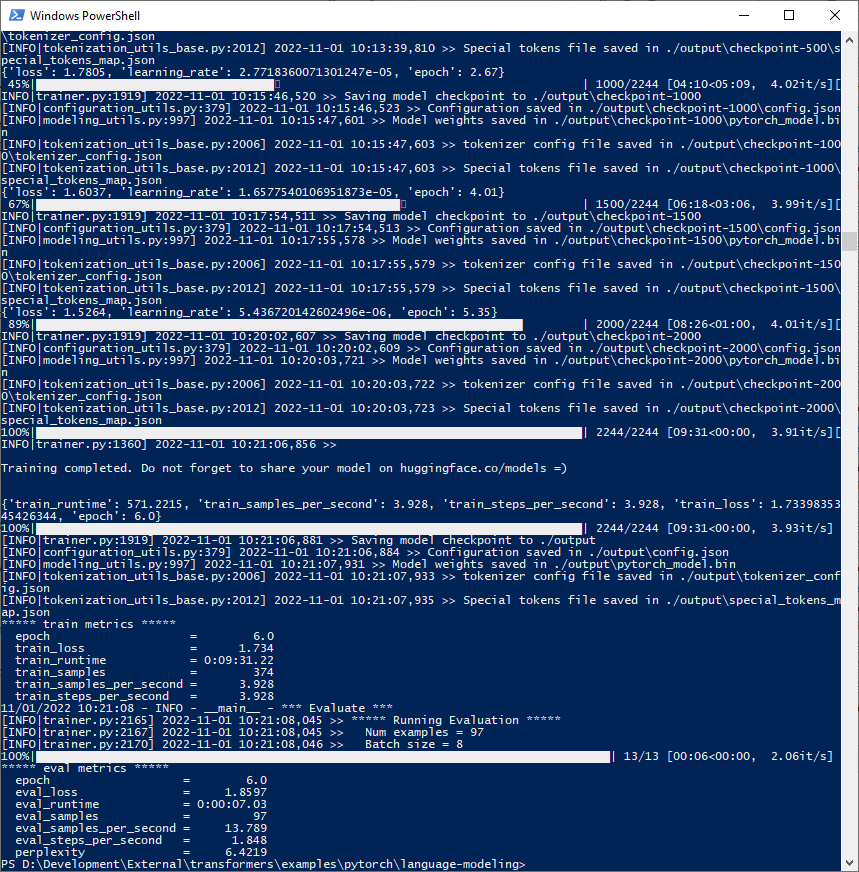 Windows PowerShell
\tokenizer_config.json
[INFO|tokenization_utils_base.py:2012] 2022-11-01 10:13:39,810 >> Special tokens file saved in ./output\checkpoint-500\s
pecial_tokens_map.json
{'loss': 1.7805, 'learning_rate': 2.7718360071301247e-05, 'epoch': 2.67}
 45%| | 1000/2244 [04:10<05:09,  4.02it/s][
INFO|trainer.py:1919] 2022-11-01 10:15:46,520 >> Saving model checkpoint to ./output\checkpoint-1000
[INFO|configuration_utils.py:379] 2022-11-01 10:15:46,523 >> Configuration saved in ./output\checkpoint-1000\config.json
[INFO|modeling_utils.py:997] 2022-11-01 10:15:47,601 >> Model weights saved in ./output\checkpoint-1000\pytorch_model.bi
n
[INFO|tokenization_utils_base.py:2006] 2022-11-01 10:15:47,603 >> tokenizer config file saved in ./output\checkpoint-100
0\tokenizer_config.json
[INFO|tokenization_utils_base.py:2012] 2022-11-01 10:15:47,603 >> Special tokens file saved in ./output\checkpoint-1000\
special_tokens_map.json
{'loss': 1.6037, 'learning_rate': 1.6577540106951873e-05, 'epoch': 4.01}
 67%| | 1500/2244 [06:18<03:06,  3.99it/s][
INFO|trainer.py:1919] 2022-11-01 10:17:54,511 >> Saving model checkpoint to ./output\checkpoint-1500
[INFO|configuration_utils.py:379] 2022-11-01 10:17:54,513 >> Configuration saved in ./output\checkpoint-1500\config.json
[INFO|modeling_utils.py:997] 2022-11-01 10:17:55,578 >> Model weights saved in ./output\checkpoint-1500\pytorch_model.bi
n
[INFO|tokenization_utils_base.py:2006] 2022-11-01 10:17:55,579 >> tokenizer config file saved in ./output\checkpoint-150
0\tokenizer_config.json
[INFO|tokenization_utils_base.py:2012] 2022-11-01 10:17:55,579 >> Special tokens file saved in ./output\checkpoint-1500\
special_tokens_map.json
{'loss': 1.5264, 'learning_rate': 5.436720142602496e-06, 'epoch': 5.35}
 89%| | 2000/2244 [08:26<01:00,  4.01it/s][
INFO|trainer.py:1919] 2022-11-01 10:20:02,607 >> Saving model checkpoint to ./output\checkpoint-2000
[INFO|configuration_utils.py:379] 2022-11-01 10:20:02,609 >> Configuration saved in ./output\checkpoint-2000\config.json
[INFO|modeling_utils.py:997] 2022-11-01 10:20:03,721 >> Model weights saved in ./output\checkpoint-2000\pytorch_model.bi
n
[INFO|tokenization_utils_base.py:2006] 2022-11-01 10:20:03,722 >> tokenizer config file saved in ./output\checkpoint-200
0\tokenizer_config.json
[INFO|tokenization_utils_base.py:2012] 2022-11-01 10:20:03,723 >> Special tokens file saved in ./output\checkpoint-2000\
special_tokens_map.json
100%| | 2244/2244 [09:31<00:00,  3.91it/s][
INFO|trainer.py:1360] 2022-11-01 10:21:06,856 >>
Training completed. Do not forget to share your model on huggingface.co/models =)
{'train_runtime': 571.2215, 'train_samples_per_second': 3.928, 'train_steps_per_second': 3.928, 'train_loss': 1.73398353
45426344, 'epoch': 6.0}
100%| | 2244/2244 [09:31<00:00,  3.93it/s]
[INFO|trainer.py:1919] 2022-11-01 10:21:06,881 >> Saving model checkpoint to ./output
[INFO|configuration_utils.py:379] 2022-11-01 10:21:06,884 >> Configuration saved in ./output\config.json
[INFO|modeling_utils.py:997] 2022-11-01 10:21:07,931 >> Model weights saved in ./output\pytorch_model.bin
[INFO|tokenization_utils_base.py:2006] 2022-11-01 10:21:07,933 >> tokenizer config file saved in ./output\tokenizer_conf
ig.json
[INFO|tokenization_utils_base.py:2012] 2022-11-01 10:21:07,935 >> Special tokens file saved in ./output\special_tokens_m
ap.json
***** train metrics *****
  epoch                    =        6.0
  train_loss               =      1.734
  train_runtime            = 0:09:31.22
  train_samples            =        374
  train_samples_per_second =      3.928
  train_steps_per_second   =      3.928
11/01/2022 10:21:08 - INFO - __main__ - *** Evaluate ***
[INFO|trainer.py:2165] 2022-11-01 10:21:08,045 >> ***** Running Evaluation *****
[INFO|trainer.py:2167] 2022-11-01 10:21:08,045 >>   Num examples = 97
[INFO|trainer.py:2170] 2022-11-01 10:21:08,046 >>   Batch size = 8
100%| | 13/13 [00:06<00:00,  2.06it/s]
***** eval metrics *****
  epoch                   =        6.0
  eval_loss               =     1.8597
  eval_runtime            = 0:00:07.03
  eval_samples            =         97
  eval_samples_per_second =     13.789
  eval_steps_per_second   =      1.848
  perplexity              =     6.4219
PS D:\Development\External\transformers\examples\pytorch\language-modeling>